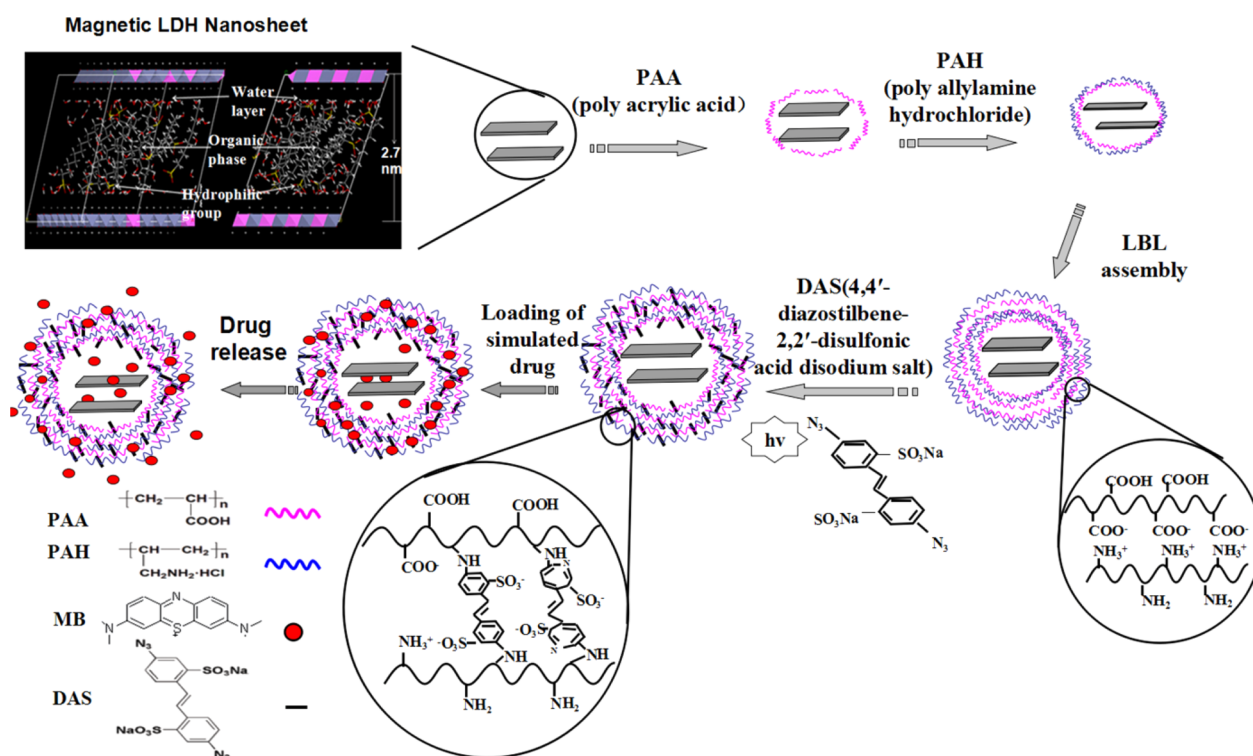 Magnetic LDH Nanosheet
Water
layer
Organic
phase
Hydrophilic
group
2.7
nm
PAA
(poly acrylic acid)
PAH
(poly allylamine
hydrochloride)
LBL
assembly
DAS(4,4′-
diazostilbene-
2,2′-disulfonic
acid disodium salt)
hv
N3
SO3Na
SO3Na
N3
Loading of
simulated
drug
Drug
release
COOH COOH
COO- COO- COO-
NH3+ NH3+ NH3+
NH2 NH2
COOH COOH
COO-
NH NH
N
SO3- SO3-
-O3S -O3S
N
NH3+
NH NH
NH2 NH2
PAA
CH2 CH n
COOH
PAH
CH CH2 n
CH2NH2·HCl
MB
N
N S+ N
DAS
N3
SO3Na
NaO3S
N3